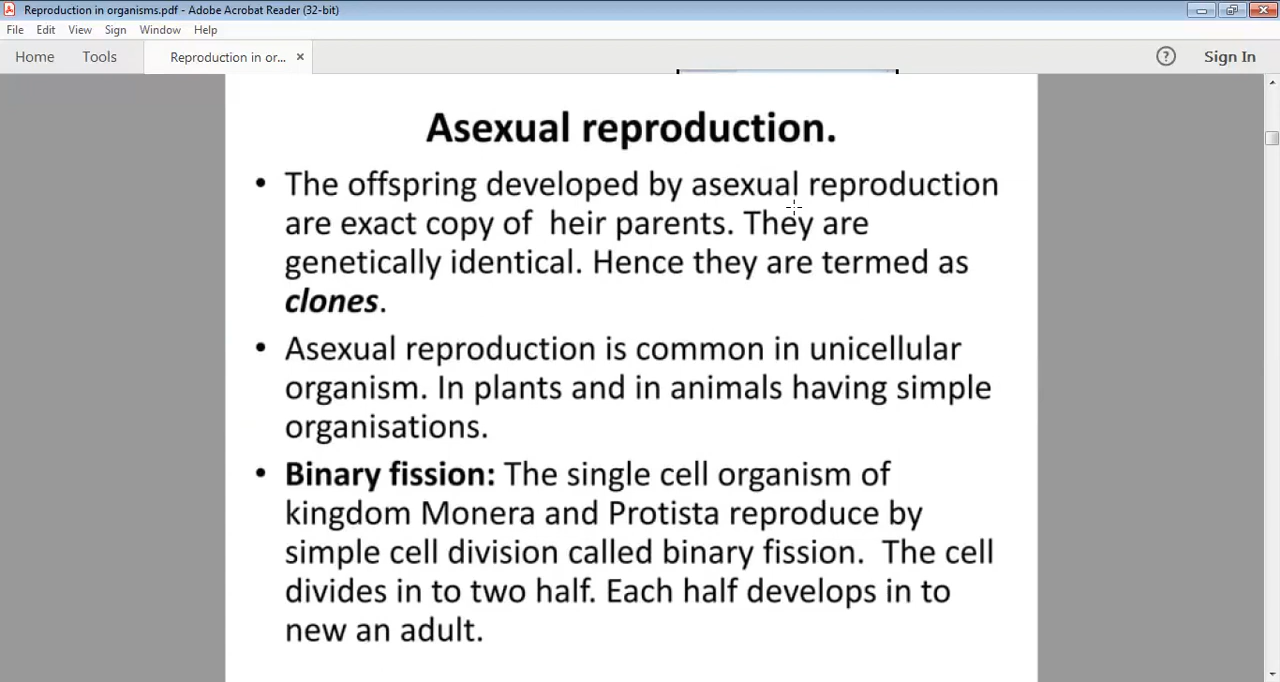 Reproduction in organisms.pdf - Adobe Acrobat Reader (32-bit)
File Edit View Sign Window Help
Home Tools Reproduction in or... × ? Sign In
Asexual reproduction.
• The offspring developed by asexual reproduction
are exact copy of heir parents. They are
genetically identical. Hence they are termed as
clones.
• Asexual reproduction is common in unicellular
organism. In plants and in animals having simple
organisations.
• Binary fission: The single cell organism of
kingdom Monera and Protista reproduce by
simple cell division called binary fission. The cell
divides in to two half. Each half develops in to
new an adult.